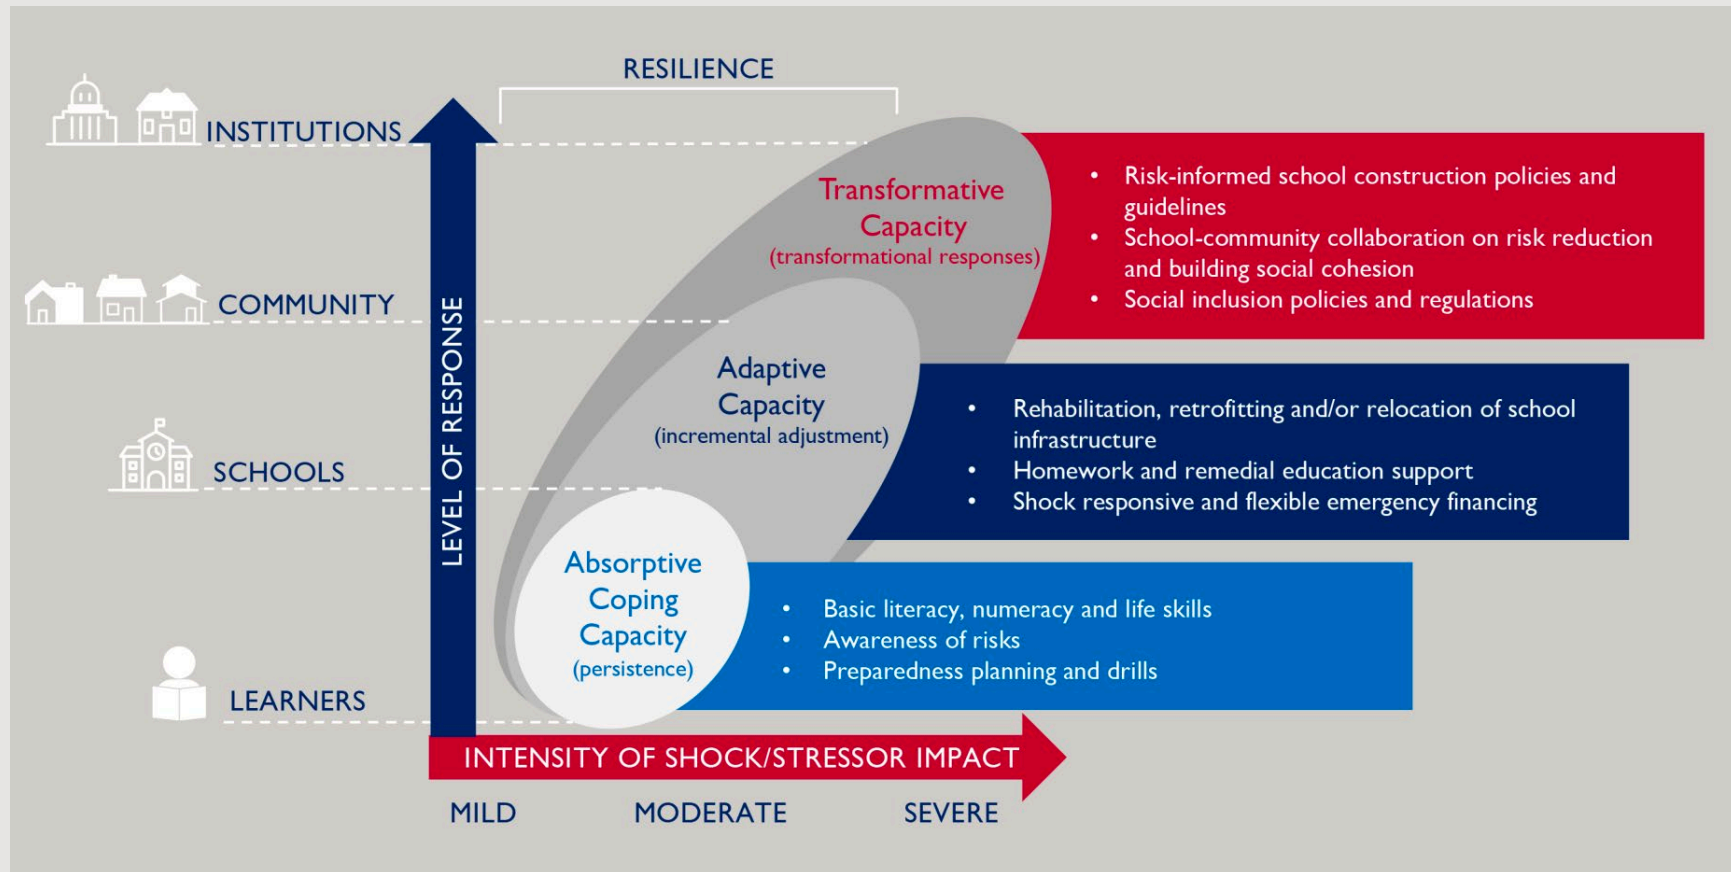 RESILIENCE
INSTITUTIONS
COMMUNITY
SCHOOLS
LEARNERS
LEVEL OF RESPONSE
Transformative
Capacity
(transformational responses)
• Risk-informed school construction policies and
guidelines
• School-community collaboration on risk reduction
and building social cohesion
• Social inclusion policies and regulations
Adaptive
Capacity
(incremental adjustment)
• Rehabilitation, retrofitting and/or relocation of school
infrastructure
• Homework and remedial education support
• Shock responsive and flexible emergency financing
Absorptive
Coping
Capacity
(persistence)
• Basic literacy, numeracy and life skills
• Awareness of risks
• Preparedness planning and drills
INTENSITY OF SHOCK/STRESSOR IMPACT
MILD
MODERATE
SEVERE